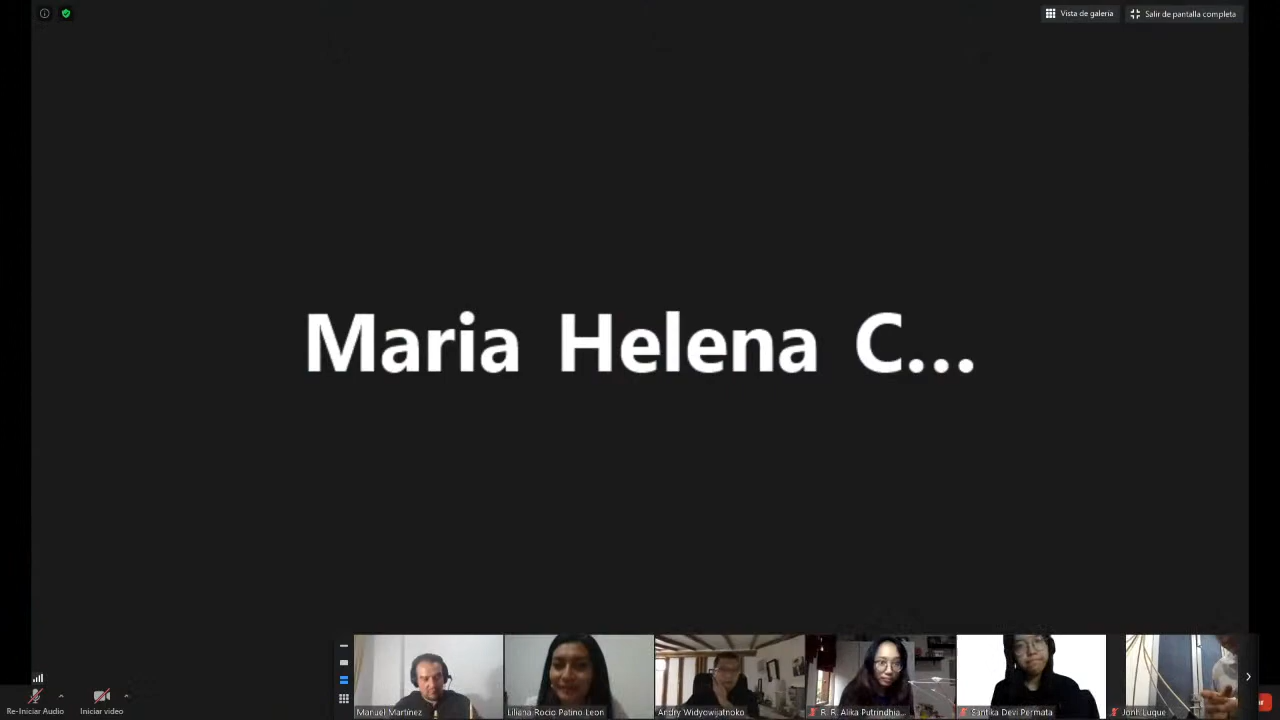 Vista de galería
Salir de pantalla completa
Maria Helena C...
Re-Iniciar Audio
Iniciar video
Manuel Martínez
Liliana Rocio Patino-Leon
Andry Widyowijatnoko
R. R. Alika Putrindhia...
Santika Devi Permata
Jonh Luque